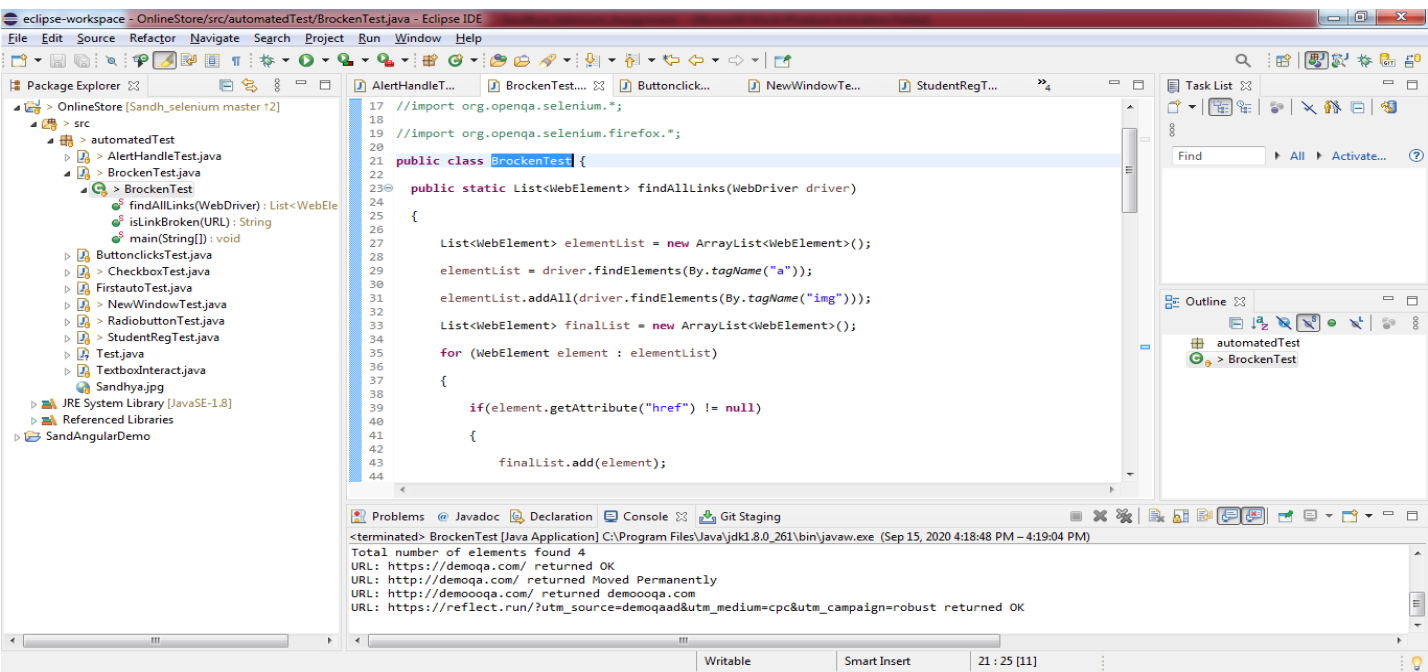 eclipse-workspace - OnlineStore/src/automatedTest/BrockenTest.java - Eclipse IDE
File Edit Source Refactor Navigate Search Project Run Window Help
Package Explorer
> OnlineStore [Sandh_selenium master ↑2]
> src
> automatedTest
> AlertHandleTest.java
> BrockenTest.java
> BrockenTest
findAllLinks(WebDriver) : List<WebEle
isLinkBroken(URL) : String
main(String[]) : void
ButtonclicksTest.java
> CheckboxTest.java
FirstautoTest.java
> NewWindowTest.java
> RadiobuttonTest.java
> StudentRegTest.java
Test.java
TextboxInteract.java
Sandhya.jpg
JRE System Library [JavaSE-1.8]
Referenced Libraries
SandAngularDemo
AlertHandleT... BrockenTest.... Buttonclick... NewWindowTe... StudentRegT... »4
17 //import org.openqa.selenium.*;
18
19 //import org.openqa.selenium.firefox.*;
20
21 public class BrockenTest {
22
23 public static List<WebElement> findAllLinks(WebDriver driver)
24
25 {
26
27 List<WebElement> elementList = new ArrayList<WebElement>();
28
29 elementList = driver.findElements(By.tagName("a"));
30
31 elementList.addAll(driver.findElements(By.tagName("img")));
32
33 List<WebElement> finalList = new ArrayList<WebElement>();
34
35 for (WebElement element : elementList)
36
37 {
38
39 if(element.getAttribute("href") != null)
40
41 {
42
43 finalList.add(element);
44
Task List
Find All Activate...
Outline
automatedTest
> BrockenTest
Problems @ Javadoc Declaration Console Git Staging
<terminated> BrockenTest [Java Application] C:\Program Files\Java\jdk1.8.0_261\bin\javaw.exe (Sep 15, 2020 4:18:48 PM – 4:19:04 PM)
Total number of elements found 4
URL: https://demoqa.com/ returned OK
URL: http://demoqa.com/ returned Moved Permanently
URL: http://demoooqa.com/ returned demoooqa.com
URL: https://reflect.run/?utm_source=demoqaad&utm_medium=cpc&utm_campaign=robust returned OK
Writable Smart Insert 21 : 25 [11]